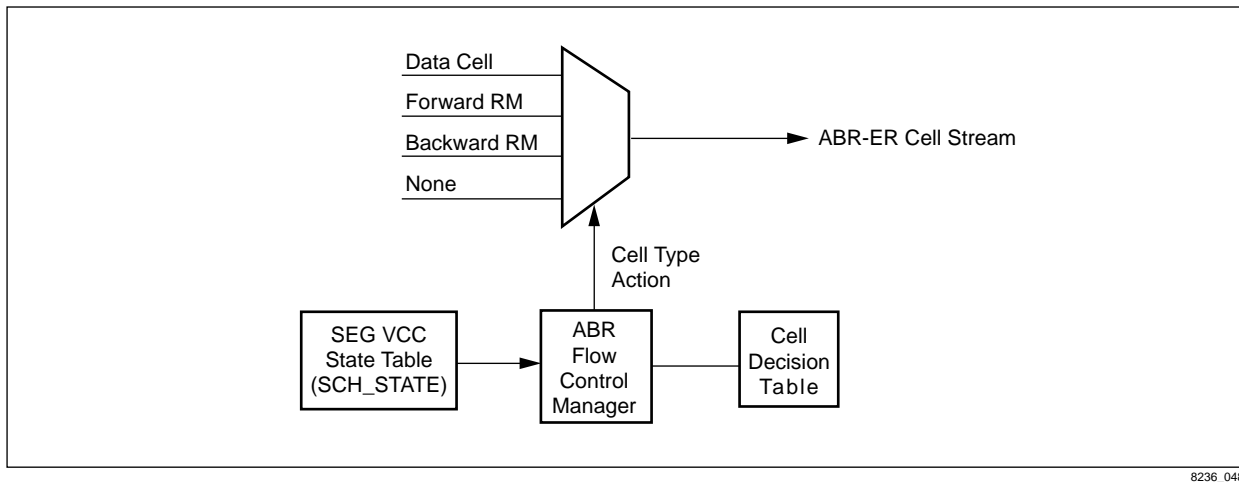 Data Cell
Forward RM
Backward RM
None
ABR-ER Cell Stream
Cell Type
Action
SEG VCC
State Table
(SCH_STATE)
ABR
Flow
Control
Manager
Cell
Decision
Table
8236_048